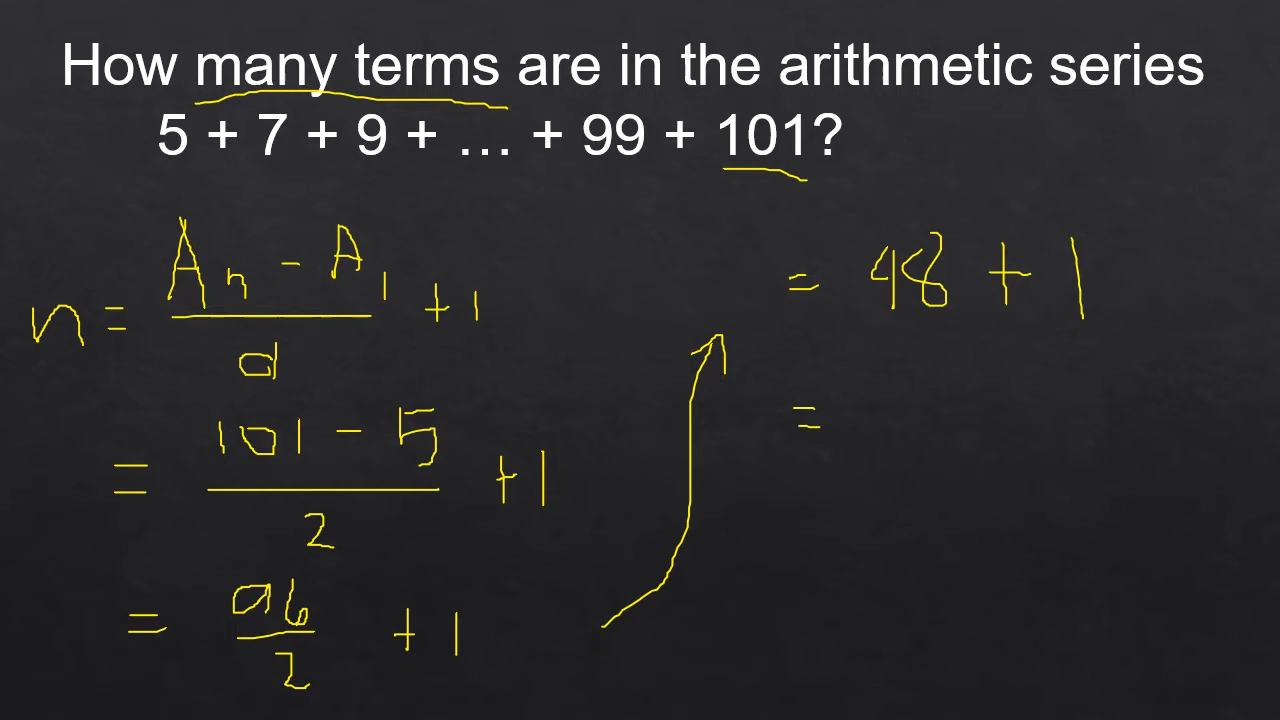 How many terms are in the arithmetic series
5 + 7 + 9 + … + 99 + 101?
n = (Aₙ - A₁)/d + 1
= (101 - 5)/2 + 1
= 96/2 + 1
= 48 + 1
=